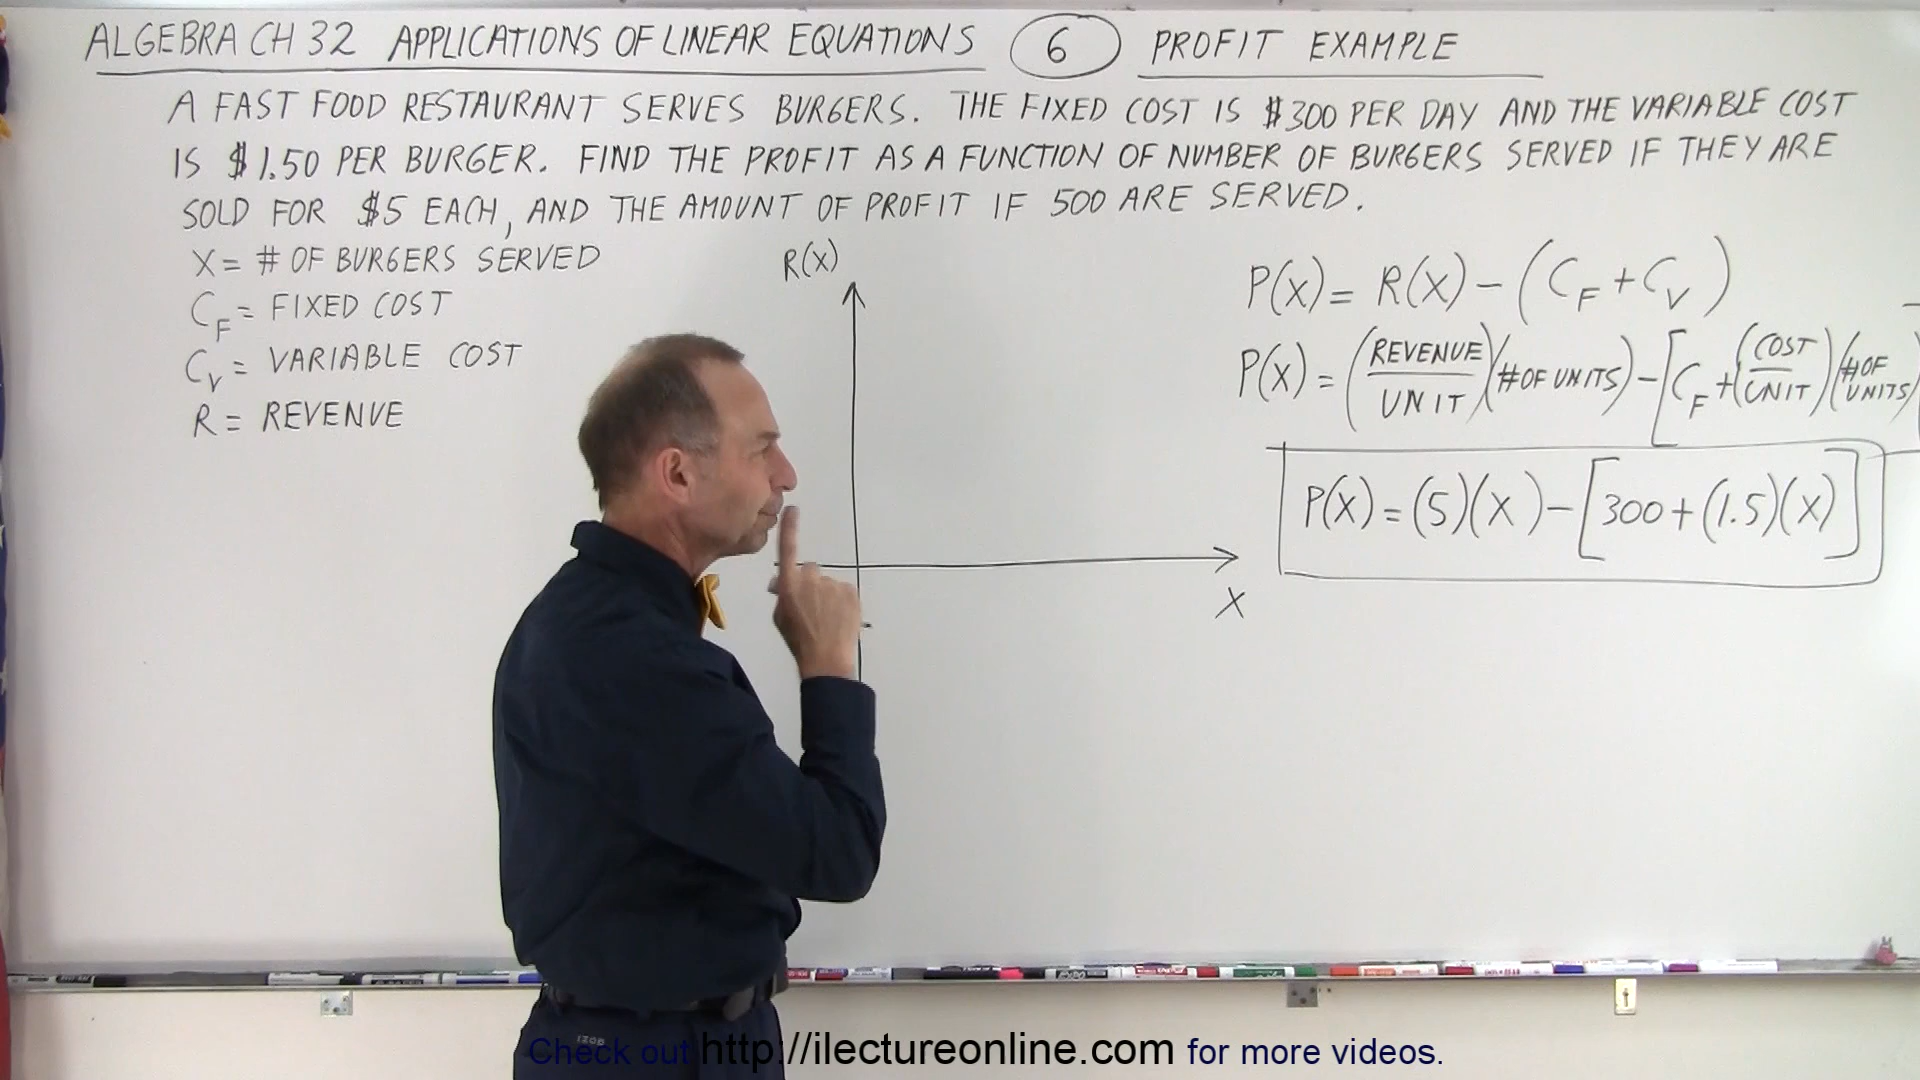 ALGEBRA CH 32 APPLICATIONS OF LINEAR EQUATIONS 6 PROFIT EXAMPLE
A FAST FOOD RESTAURANT SERVES BURGERS. THE FIXED COST IS $300 PER DAY AND THE VARIABLE COST
IS $1.50 PER BURGER. FIND THE PROFIT AS A FUNCTION OF NUMBER OF BURGERS SERVED IF THEY ARE
SOLD FOR $5 EACH, AND THE AMOUNT OF PROFIT IF 500 ARE SERVED.
X = # OF BURGERS SERVED
C_F = FIXED COST
C_V = VARIABLE COST
R = REVENUE
R(X)
X
P(X) = R(X) - (C_F + C_V)
P(X) = (REVENUE/UNIT)(# OF UNITS) - [C_F + (COST/UNIT)(# OF UNITS)
P(X) = (5)(X) - [300 + (1.5)(X)]
IZOD
Check out http://ilectureonline.com for more videos.